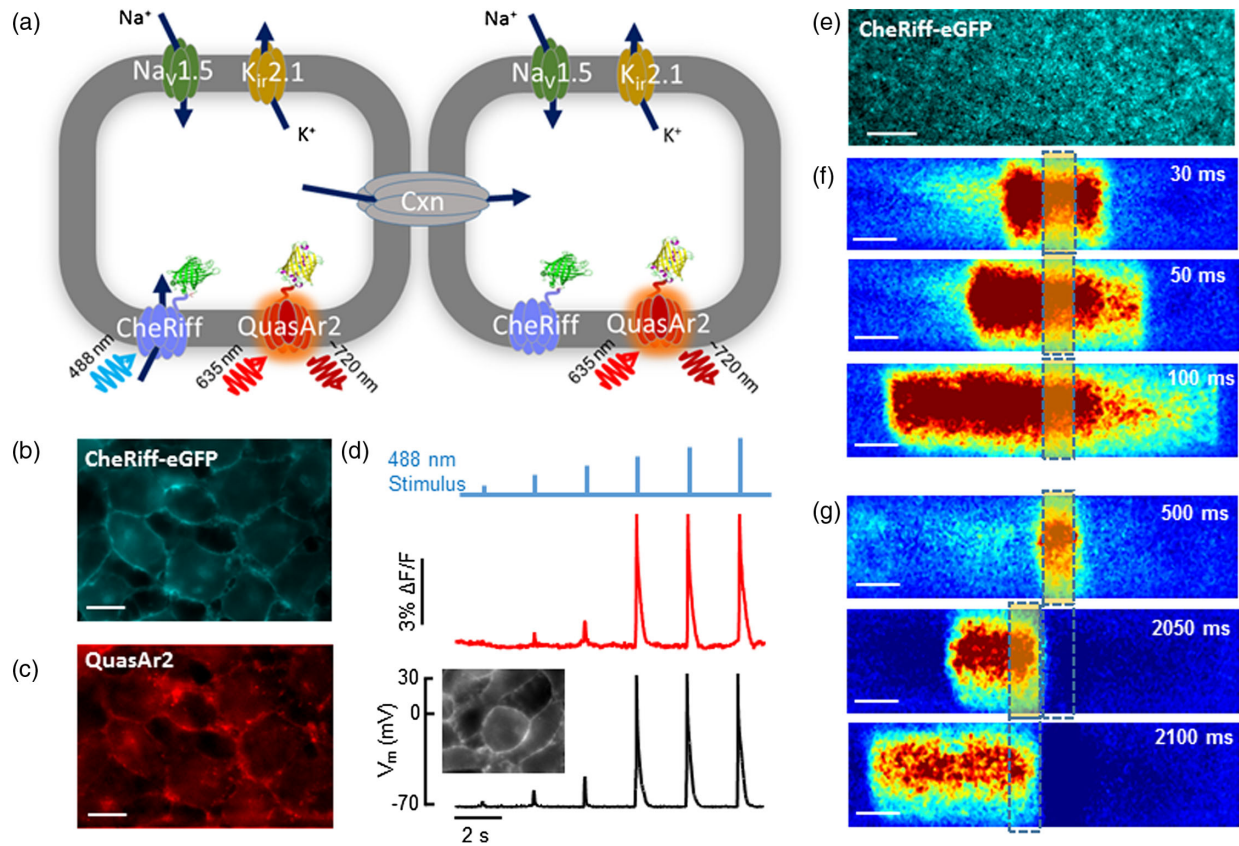 (a)
Na⁺
Na⁺
Naᵥ1.5
Kᵢᵣ2.1
Naᵥ1.5
Kᵢᵣ2.1
K⁺
K⁺
Cxn
CheRiff
QuasAr2
CheRiff
QuasAr2
488 nm
635 nm
~720 nm
635 nm
~720 nm
(b)
CheRiff-eGFP
(c)
QuasAr2
(d)
488 nm
Stimulus
3% ΔF/F
30
0
-70
Vₘ (mV)
2 s
(e)
CheRiff-eGFP
(f)
30 ms
50 ms
100 ms
(g)
500 ms
2050 ms
2100 ms